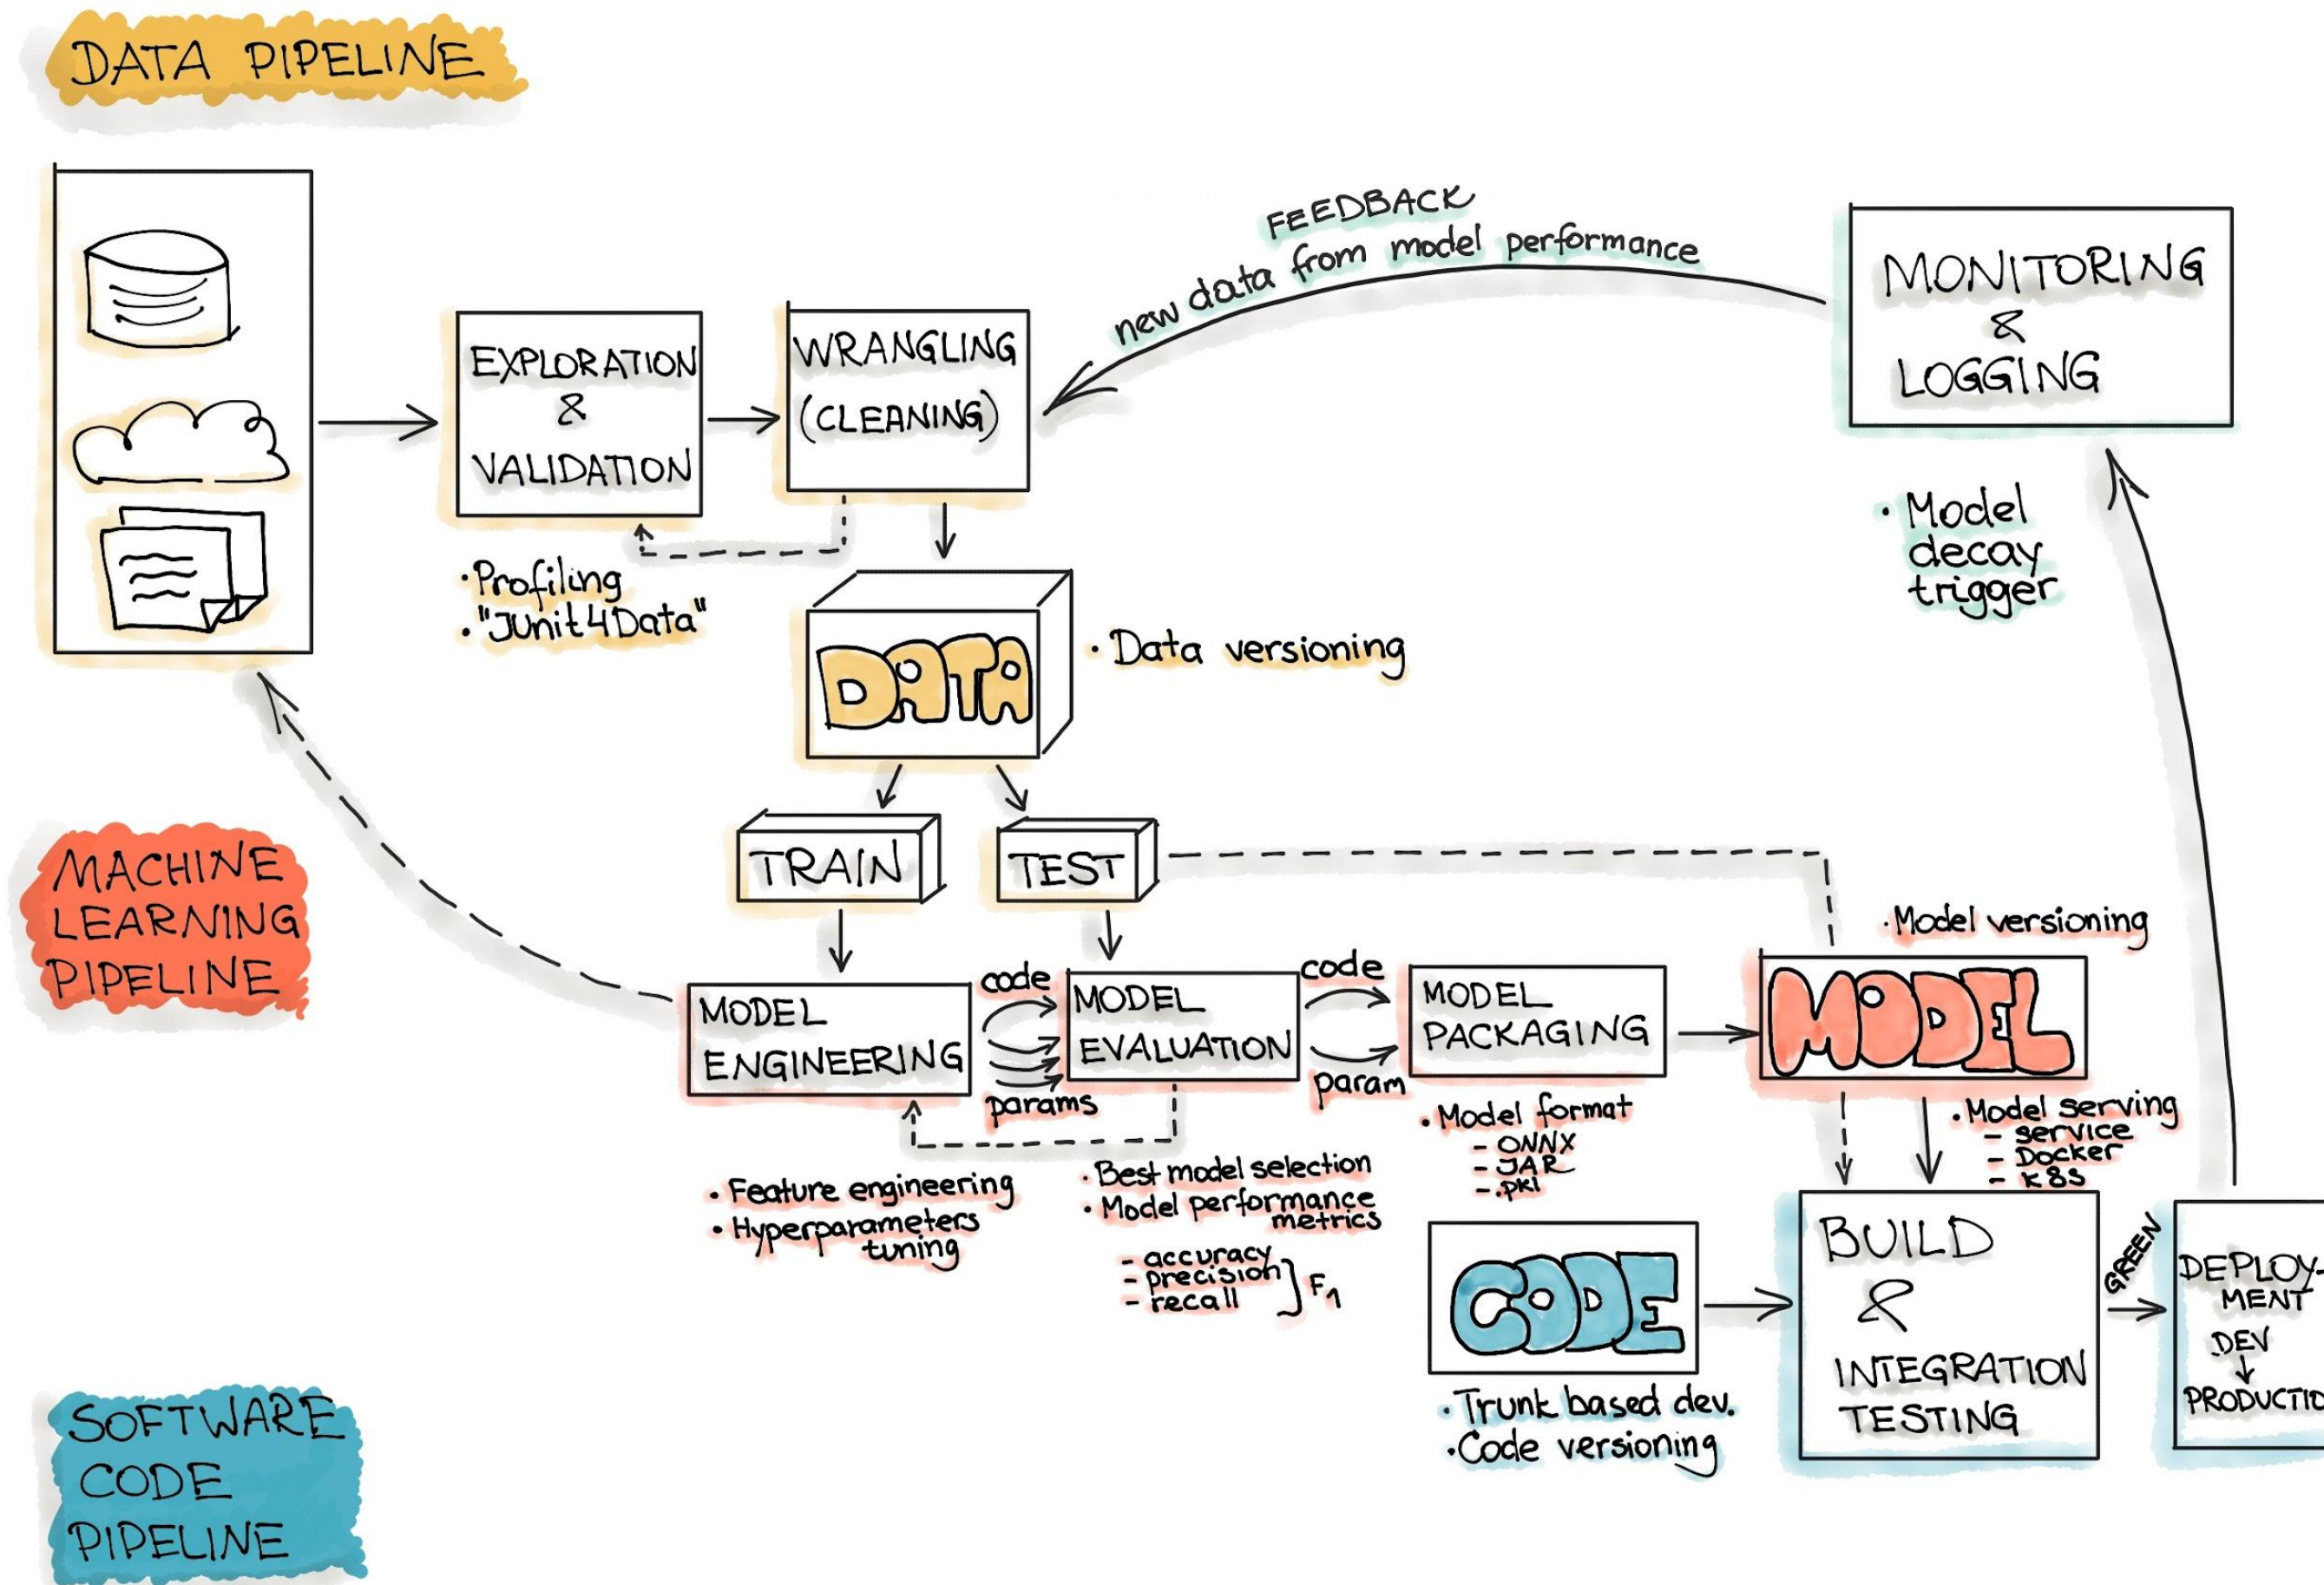 DATA PIPELINE
FEEDBACK
new data from model performance
MONITORING
&
LOGGING
EXPLORATION
&
VALIDATION
WRANGLING
(CLEANING)
· Model
decay
trigger
· Profiling
· "JUnit4Data"
DATA
· Data versioning
MACHINE
LEARNING
PIPELINE
TRAIN
TEST
· Model versioning
MODEL
ENGINEERING
code
params
MODEL
EVALUATION
code
param
MODEL
PACKAGING
MODEL
· Feature engineering
· Hyperparameters
tuning
· Best model selection
· Model performance
metrics
- accuracy
- precision
- recall
F1
· Model format
- ONNX
- JAR
- .pkl
· Model serving
- service
- Docker
- K8S
SOFTWARE
CODE
PIPELINE
CODE
· Trunk based dev.
· Code versioning
BUILD
&
INTEGRATION
TESTING
GREEN
DEPLOY-
MENT
DEV
PRODUCTIO